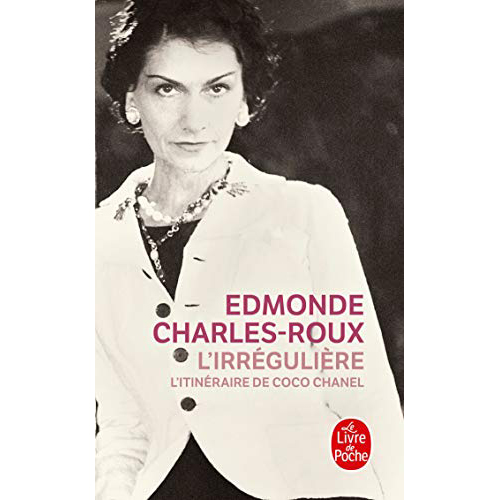 EDMONDE
CHARLES-ROUX
L'IRRÉGULIÈRE
L'ITINÉRAIRE DE COCO CHANEL
Le
Livre
de
Poche